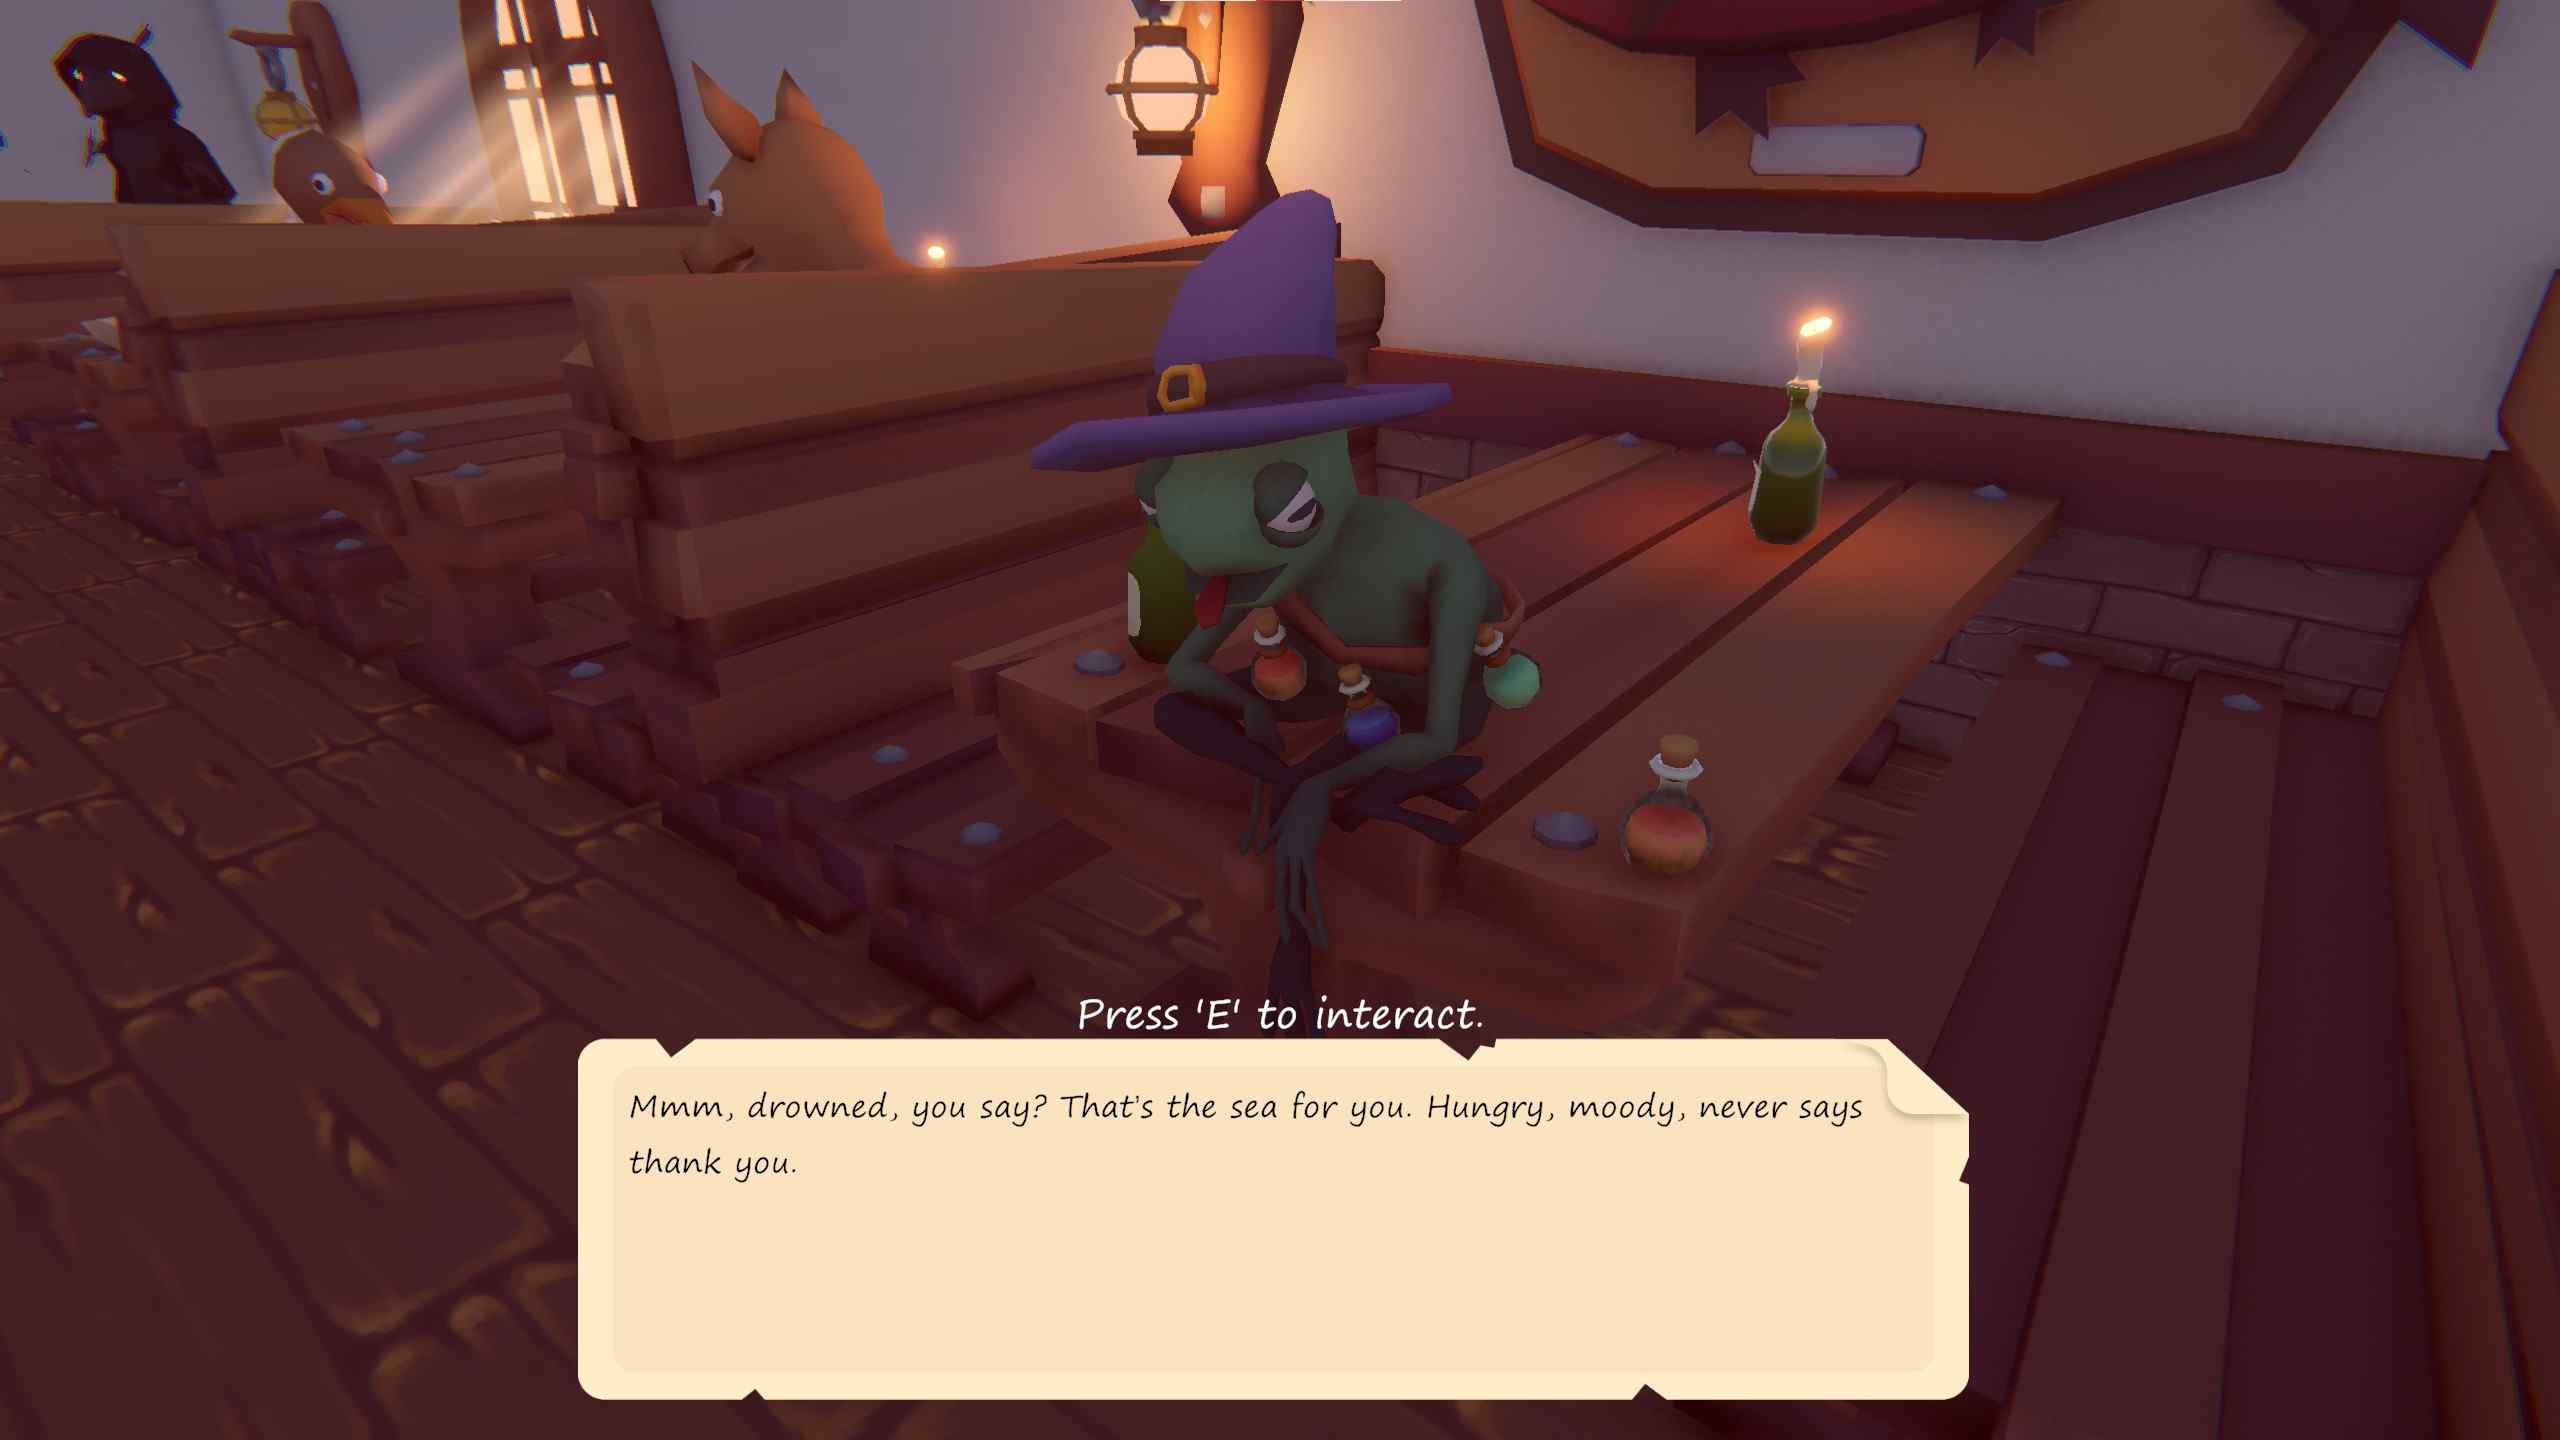 Press 'E' to interact.
Mmm, drowned, you say? That's the sea for you. Hungry, moody, never says
thank you.